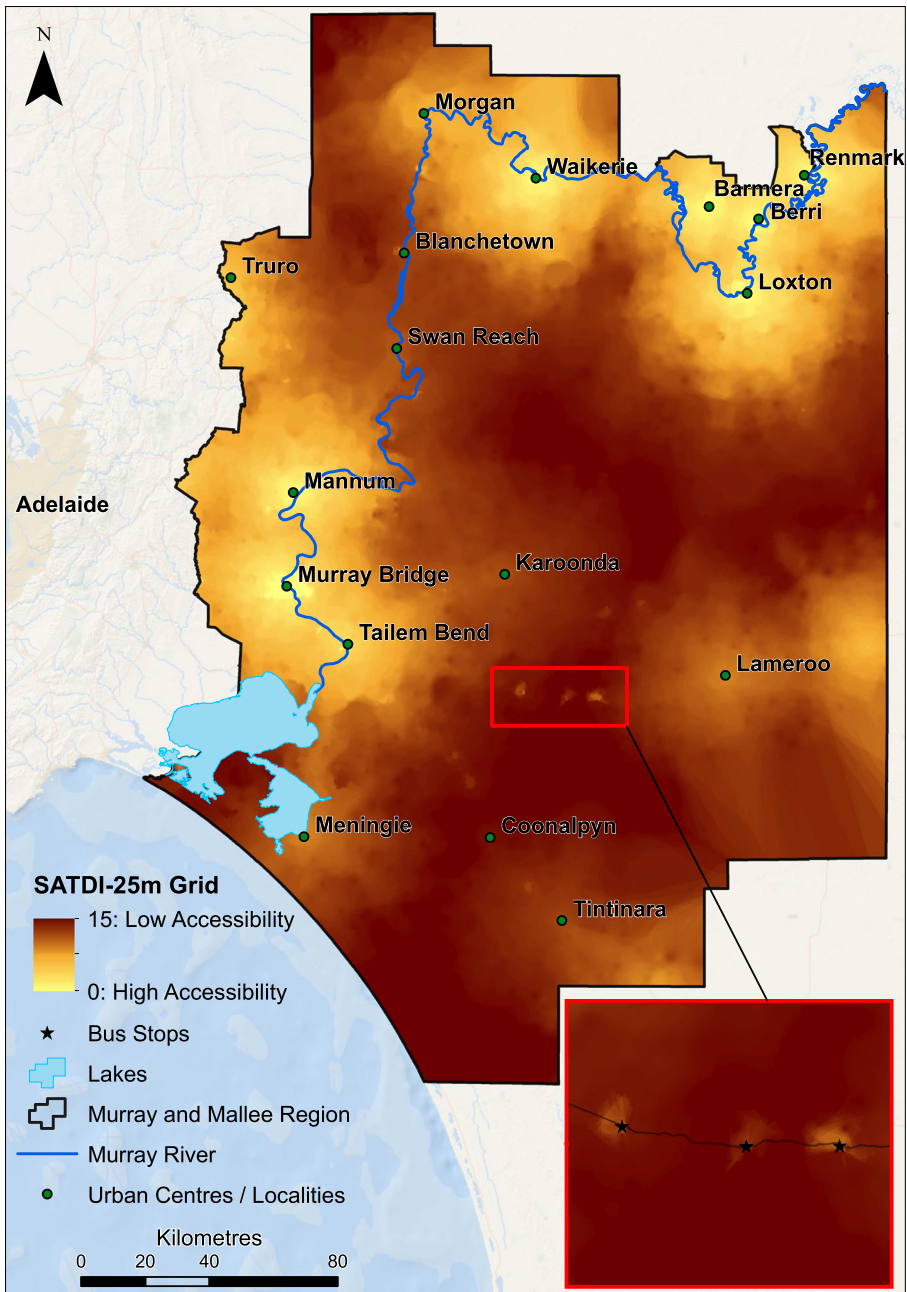 N
Morgan
Waikerie
Renmark
Barmera
Berri
Blanchetown
Truro
Loxton
Swan Reach
Mannum
Adelaide
Karoonda
Murray Bridge
Tailem Bend
Lameroo
Meningie
Coonalpyn
Tintinara
SATDI-25m Grid
15: Low Accessibility
0: High Accessibility
Bus Stops
Lakes
Murray and Mallee Region
Murray River
Urban Centres / Localities
Kilometres
0 20 40 80